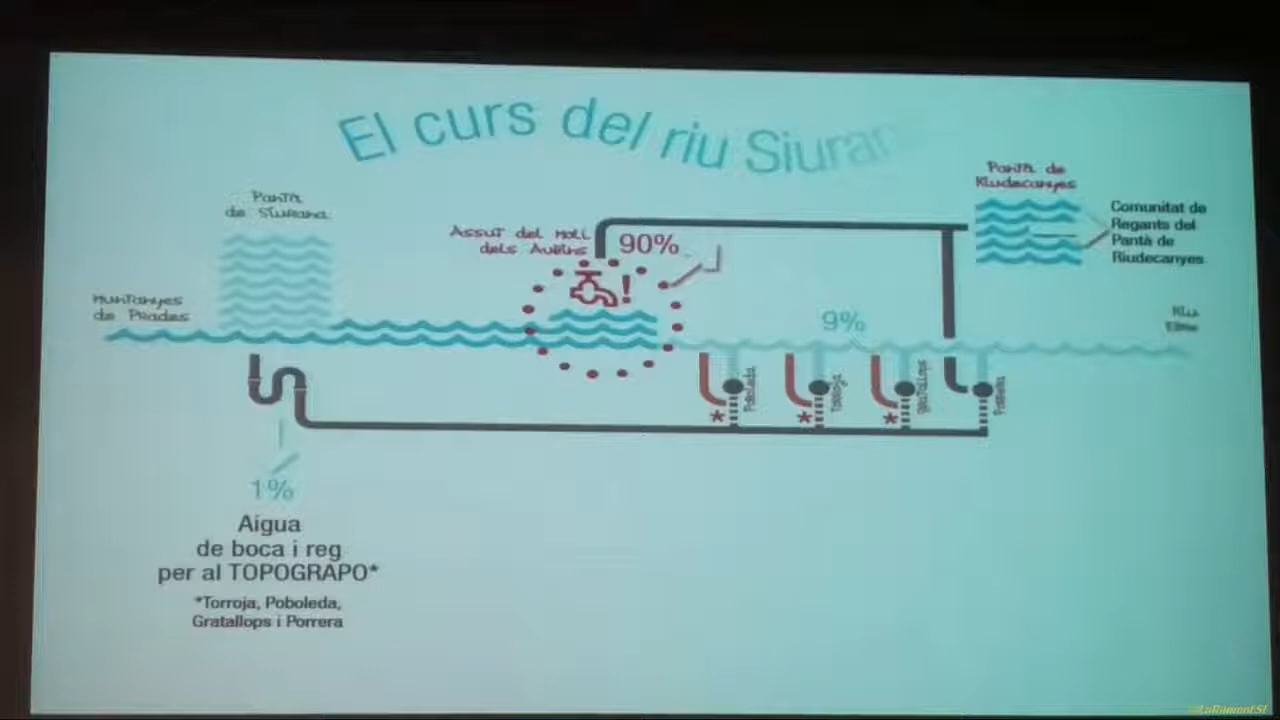 El curs del riu Siurana
Pantà
de Siurana
Muntanyes
de Prades
Assut del Molí
dels Aubins
90%
!
Pantà de
Riudecanyes
Comunitat de
Regants del
Pantà de
Riudecanyes
9%
Riu
Poboleda
Torroja
Gratallops
Porrera
*
*
*
1%
Aigua
de boca i reg
per al TOPOGRAPO*
*Torroja, Poboleda,
Gratallops i Porrera